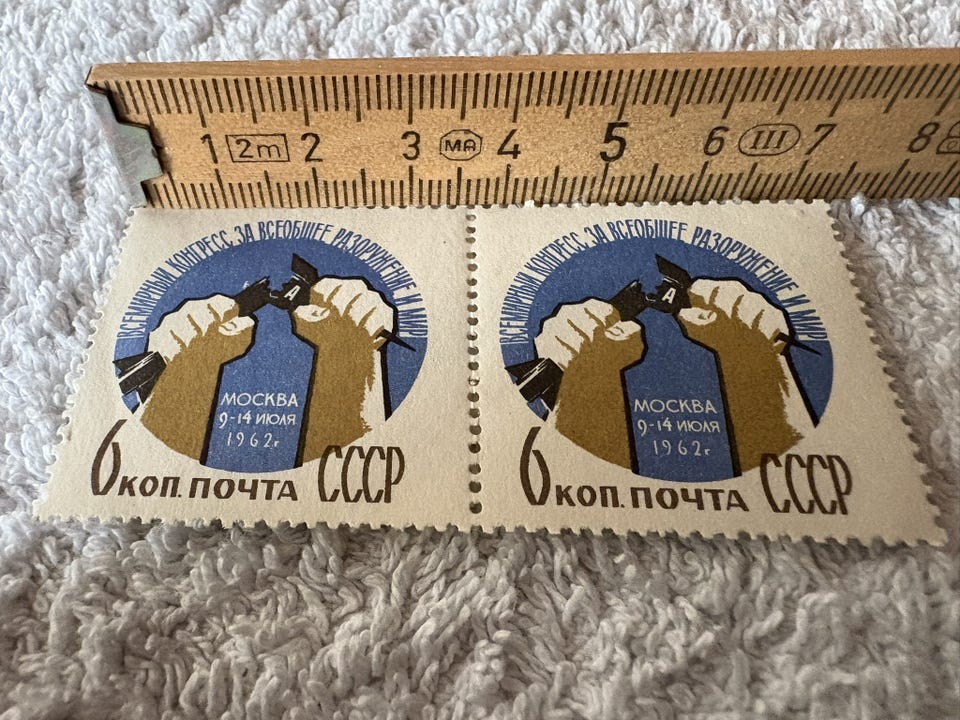 1 2m 2 3 MA 4 5 6 III 7 8
ВСЕМИРНЫЙ КОНГРЕСС ЗА ВСЕОБЩЕЕ РАЗОРУЖЕНИЕ И МИР!
А
МОСКВА
9-14 ИЮЛЯ
1962г
6 КОП. ПОЧТА СССР
ВСЕМИРНЫЙ КОНГРЕСС ЗА ВСЕОБЩЕЕ РАЗОРУЖЕНИЕ И МИР!
А
МОСКВА
9-14 ИЮЛЯ
1962г
6 КОП. ПОЧТА СССР